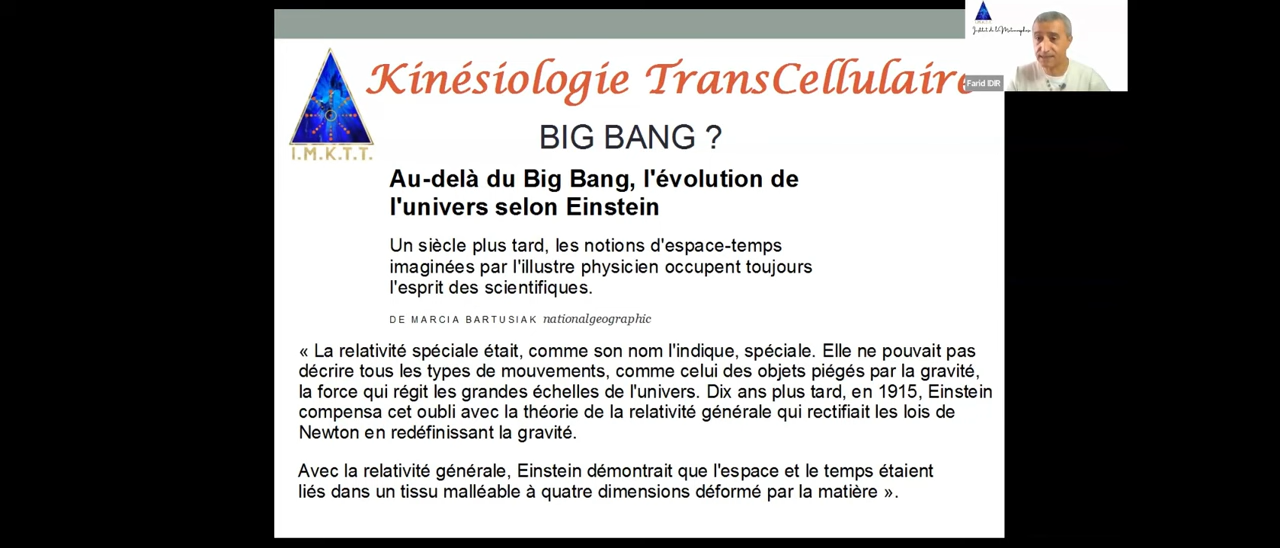 Institut de la Métamorphose
Farid IDIR
Kinésiologie TransCellulaire
I.M.K.T.T.
BIG BANG ?
Au-delà du Big Bang, l'évolution de
l'univers selon Einstein
Un siècle plus tard, les notions d'espace-temps
imaginées par l'illustre physicien occupent toujours
l'esprit des scientifiques.
DE MARCIA BARTUSIAK nationalgeographic
« La relativité spéciale était, comme son nom l'indique, spéciale. Elle ne pouvait pas
décrire tous les types de mouvements, comme celui des objets piégés par la gravité,
la force qui régit les grandes échelles de l'univers. Dix ans plus tard, en 1915, Einstein
compensa cet oubli avec la théorie de la relativité générale qui rectifiait les lois de
Newton en redéfinissant la gravité.
Avec la relativité générale, Einstein démontrait que l'espace et le temps étaient
liés dans un tissu malléable à quatre dimensions déformé par la matière ».